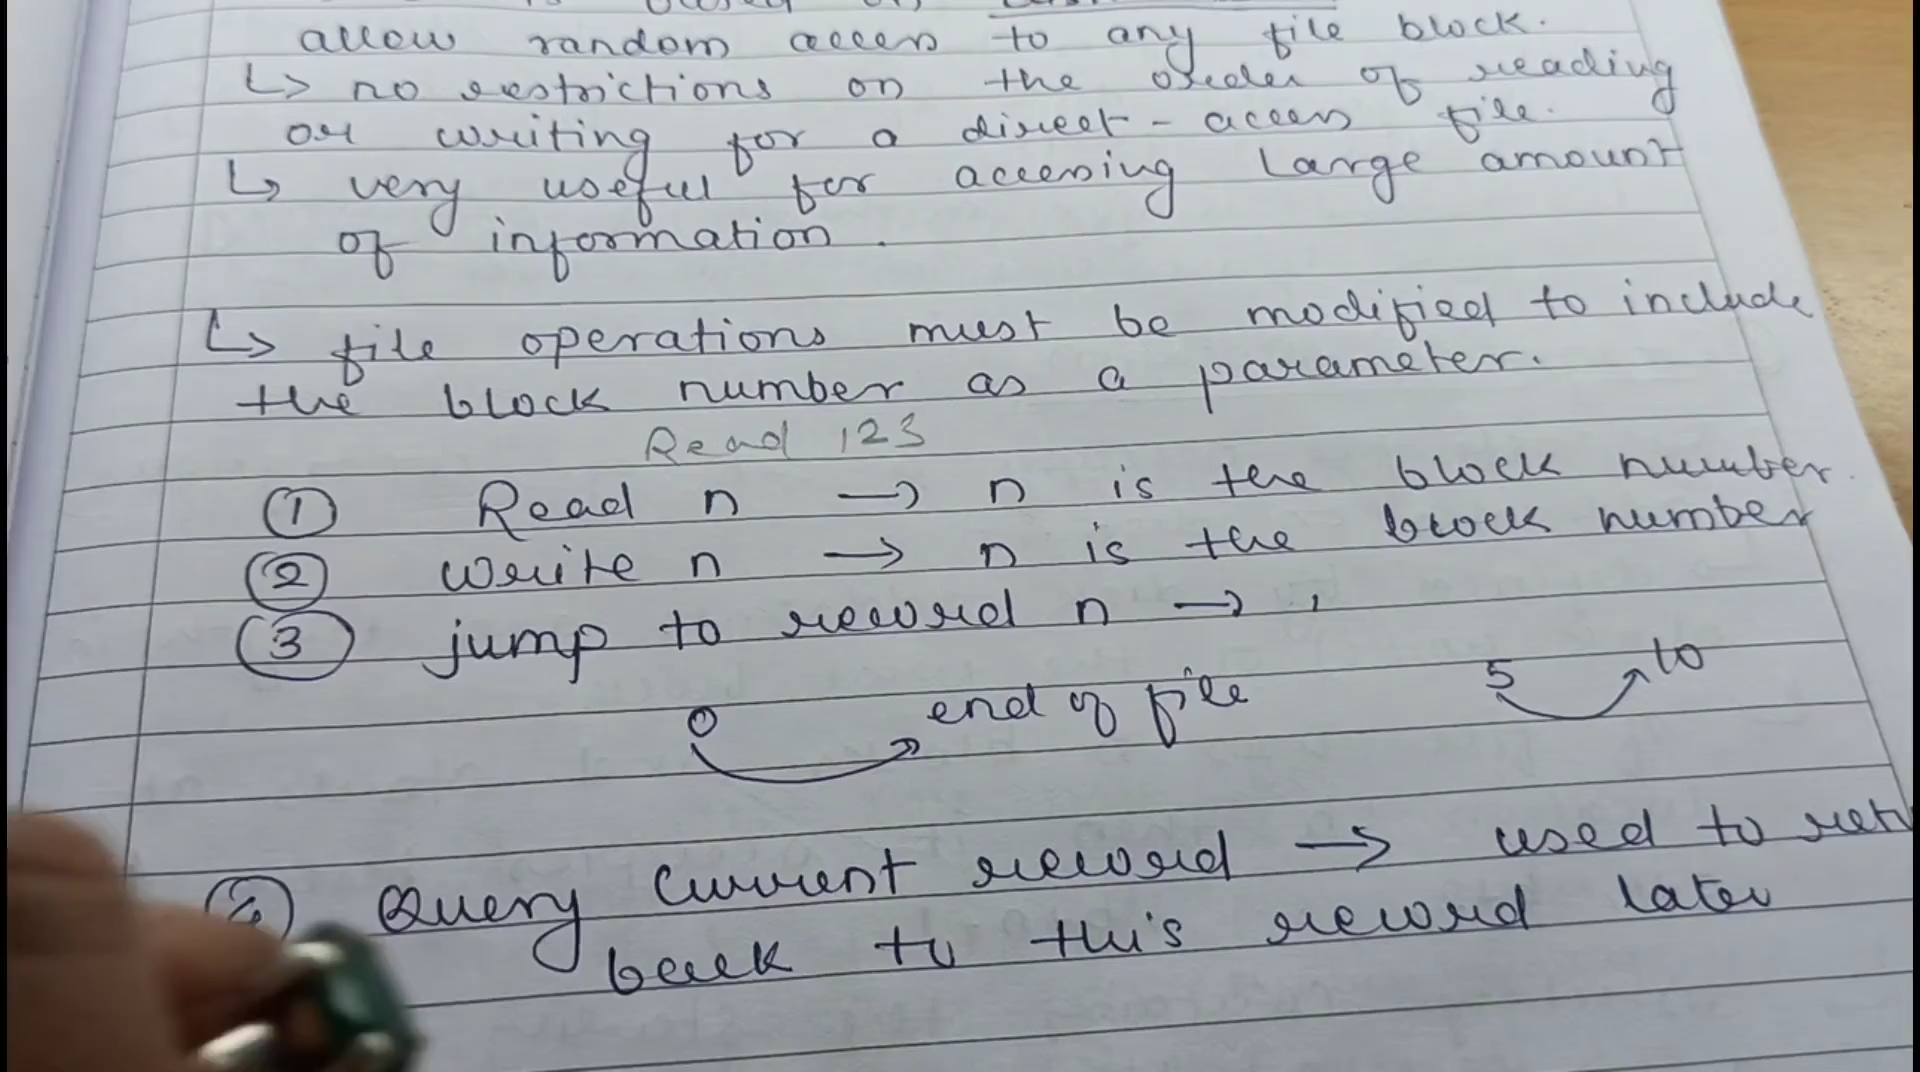 allow random access to any file block.
↳ no restrictions on the order of reading
or writing for a direct-access file.
↳ very useful for accessing large amount
of information.
↳ file operations must be modified to include
the block number as a parameter.
Read 123
① Read n → n is the block number.
② write n → n is the block number
③ jump to record n →
0 end of file 5 10
Query current record → used to
back to this record later